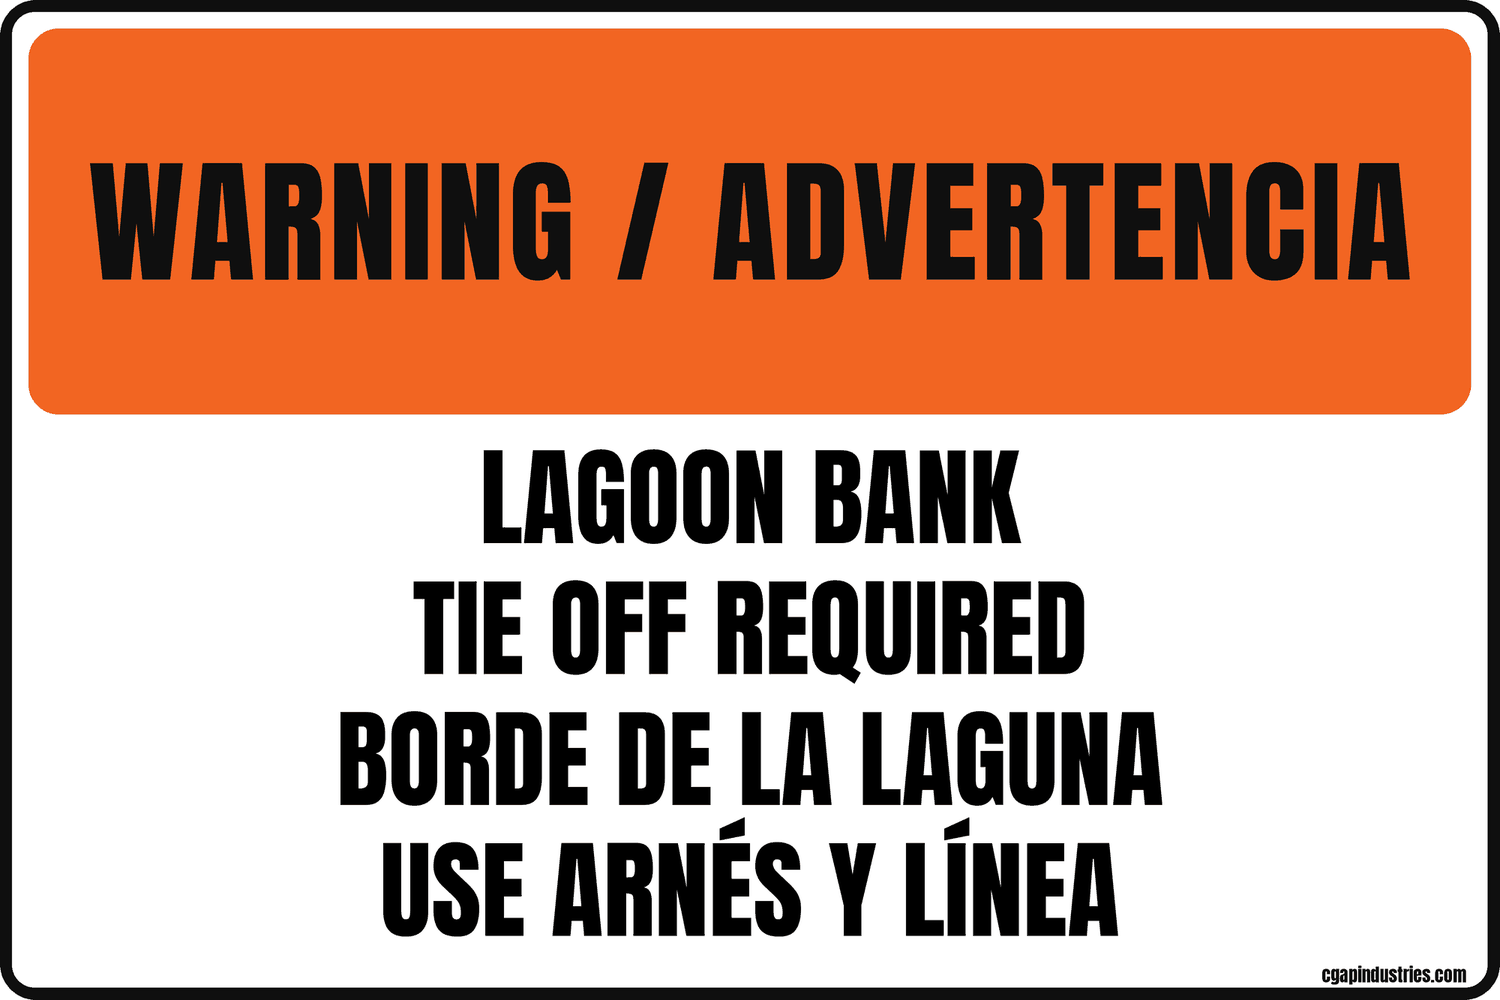 WARNING / ADVERTENCIA
LAGOON BANK
TIE OFF REQUIRED
BORDE DE LA LAGUNA
USE ARNÉS Y LÍNEA
cgapindustries.com